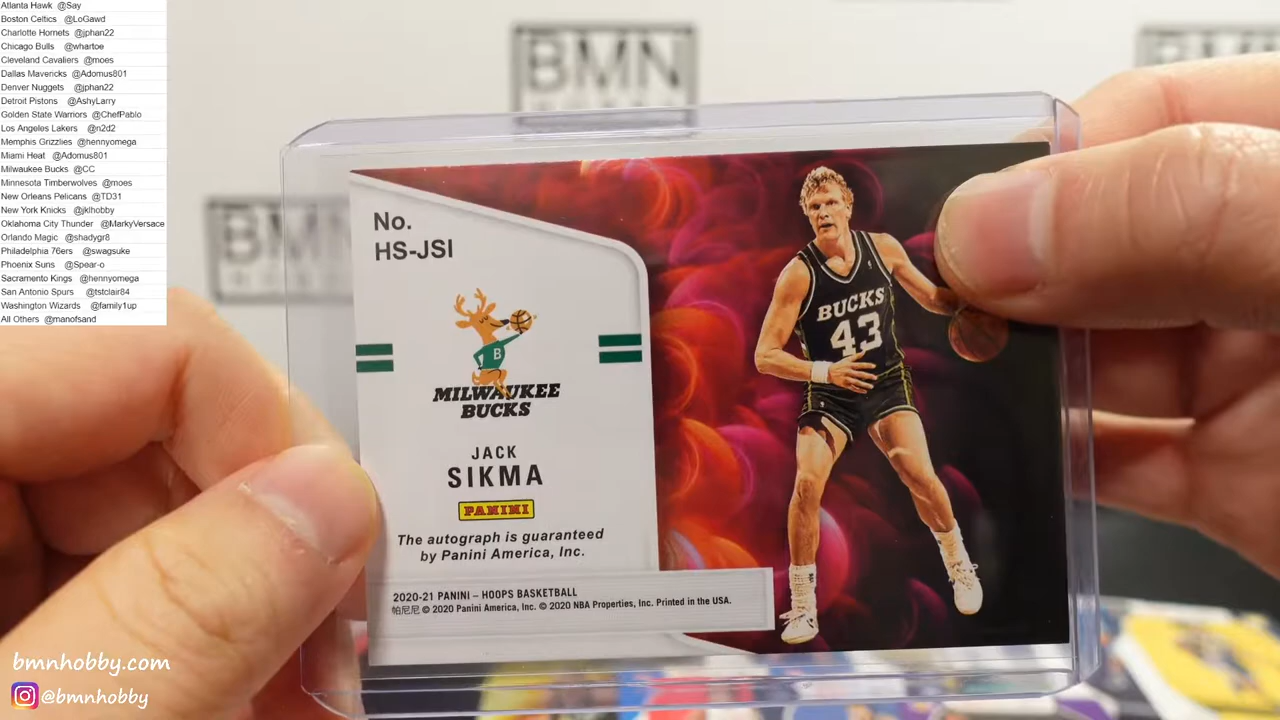 Atlanta Hawk @Say
Boston Celtics @LoGawd
Charlotte Hornets @jphan22
Chicago Bulls @whartoe
Cleveland Cavaliers @moes
Dallas Mavericks @Adomus801
Denver Nuggets @jphan22
Detroit Pistons @AshyLarry
Golden State Warriors @ChefPablo
Los Angeles Lakers @n2d2
Memphis Grizzlies @hennyomega
Miami Heat @Adomus801
Milwaukee Bucks @CC
Minnesota Timberwolves @moes
New Orleans Pelicans @TD31
New York Knicks @jklhobby
Oklahoma City Thunder @MarkyVersace
Orlando Magic @shadygr8
Philadelphia 76ers @swagsuke
Phoenix Suns @Spear-o
Sacramento Kings @hennyomega
San Antonio Spurs @tstclair84
Washington Wizards @family1up
All Others @manofsand
BMN
BMN
No.
HS-JSI
B
MILWAUKEE
BUCKS
JACK
SIKMA
PANINI
The autograph is guaranteed
by Panini America, Inc.
2020-21 PANINI – HOOPS BASKETBALL
帕尼尼 © 2020 Panini America, Inc. © 2020 NBA Properties, Inc. Printed in the USA.
BUCKS
43
bmnhobby.com
@bmnhobby